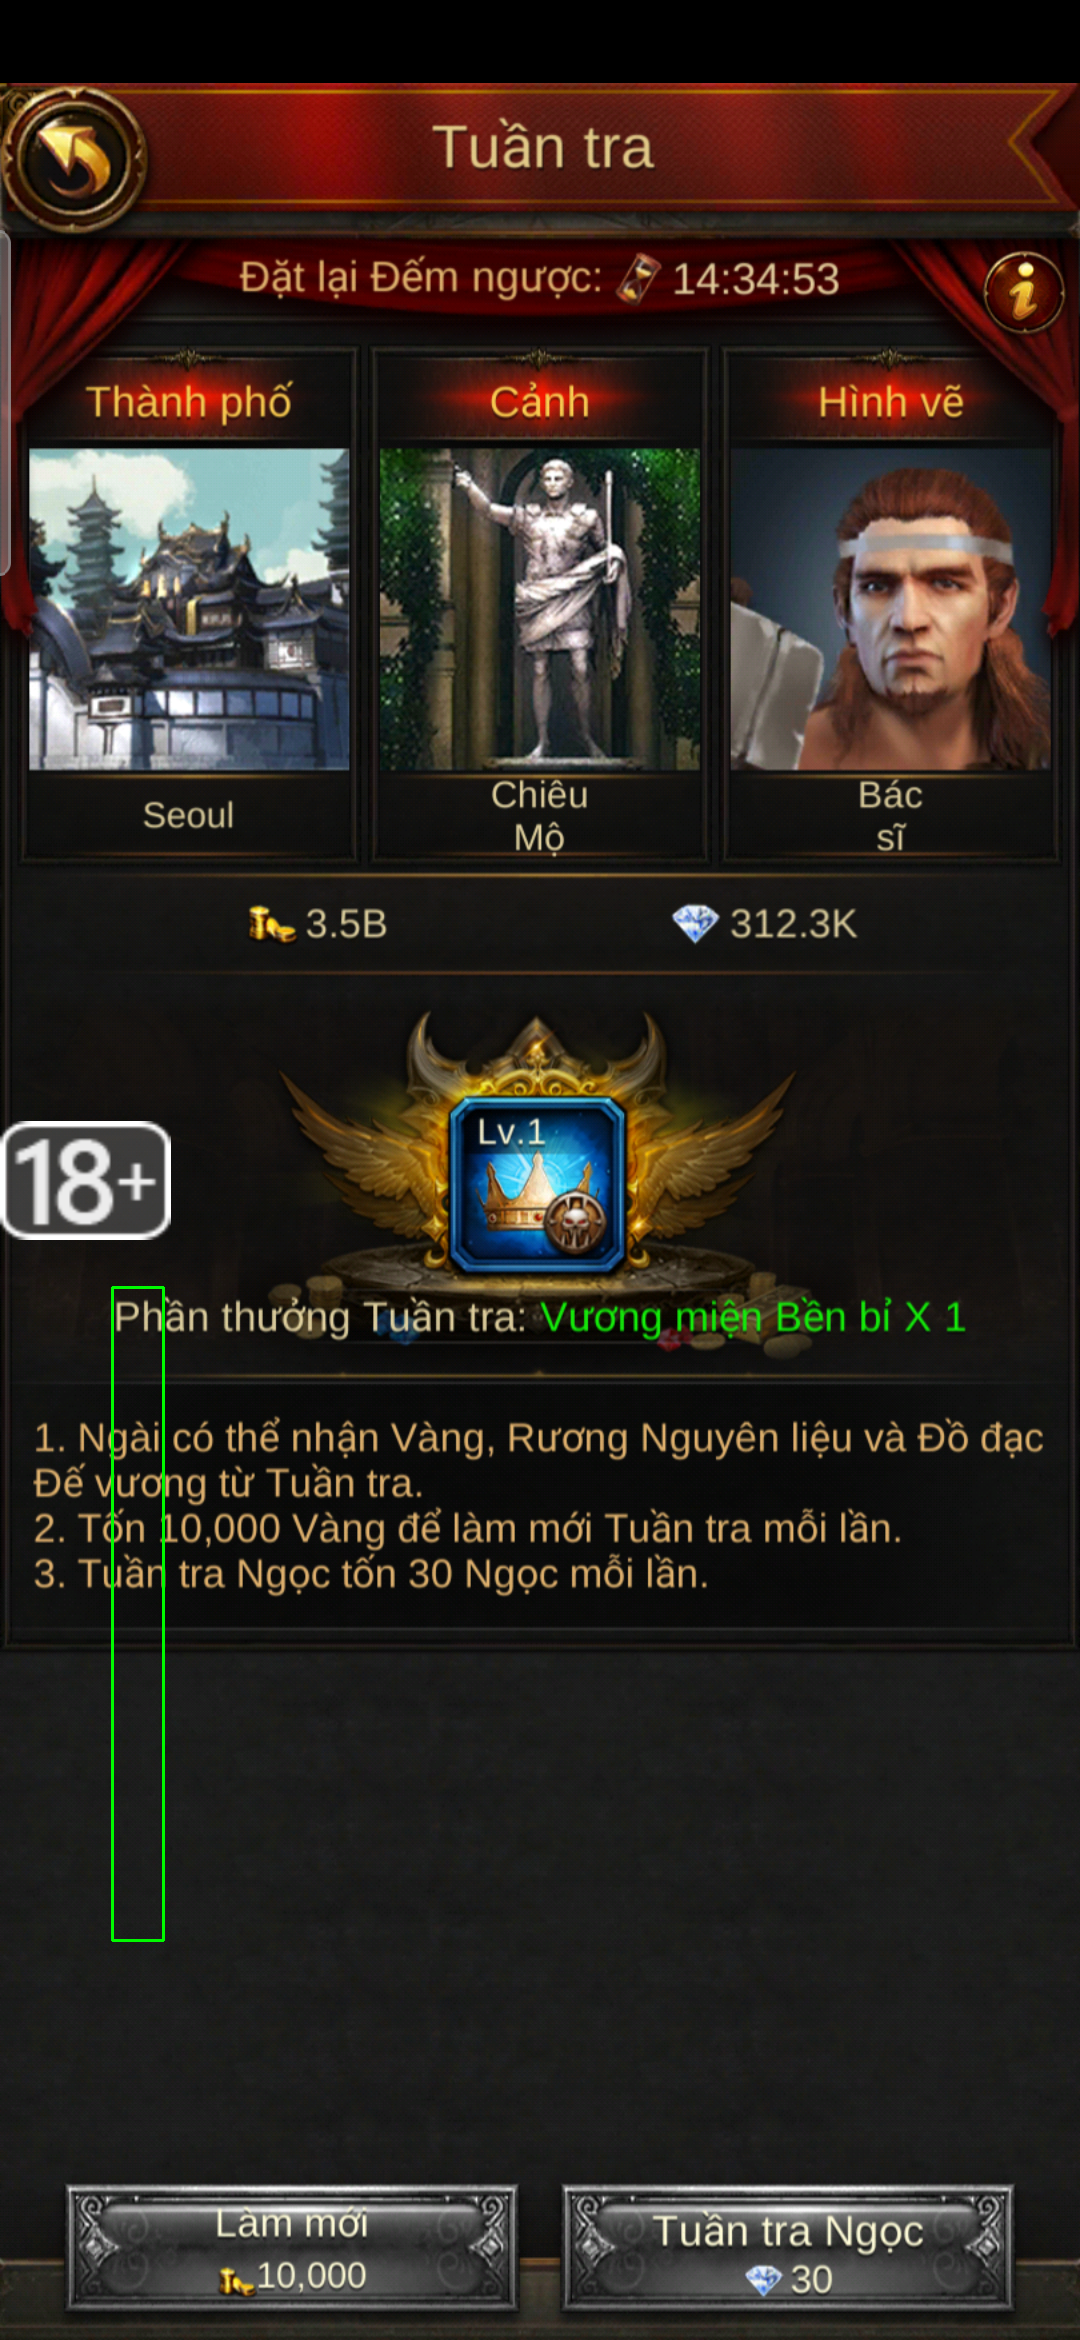 Tuần tra
Đặt lại Đếm ngược: 14:34:53
Thành phố
Cảnh
Hình vẽ
Seoul
Chiêu
Mộ
Bác
sĩ
3.5B
312.3K
Lv.1
18+
Phần thưởng Tuần tra: Vương miện Bền bỉ X 1
1. Ngài có thể nhận Vàng, Rương Nguyên liệu và Đồ đạc
Đế vương từ Tuần tra.
2. Tốn 10,000 Vàng để làm mới Tuần tra mỗi lần.
3. Tuần tra Ngọc tốn 30 Ngọc mỗi lần.
Làm mới
10,000
Tuần tra Ngọc
30